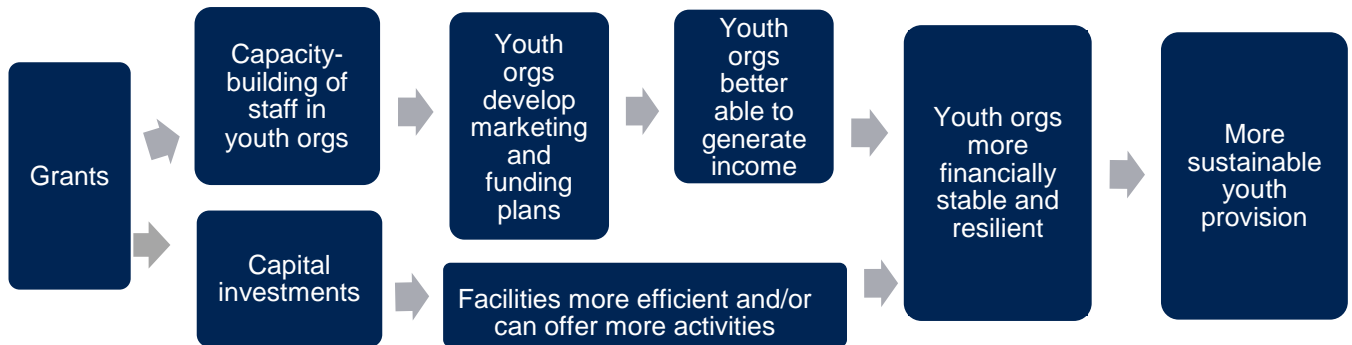 Grants
Capacity-
building of
staff in
youth orgs
Youth
orgs
develop
marketing
and
funding
plans
Youth
orgs
better
able to
generate
income
Capital
investments
Facilities more efficient and/or
can offer more activities
Youth orgs
more
financially
stable and
resilient
More
sustainable
youth
provision